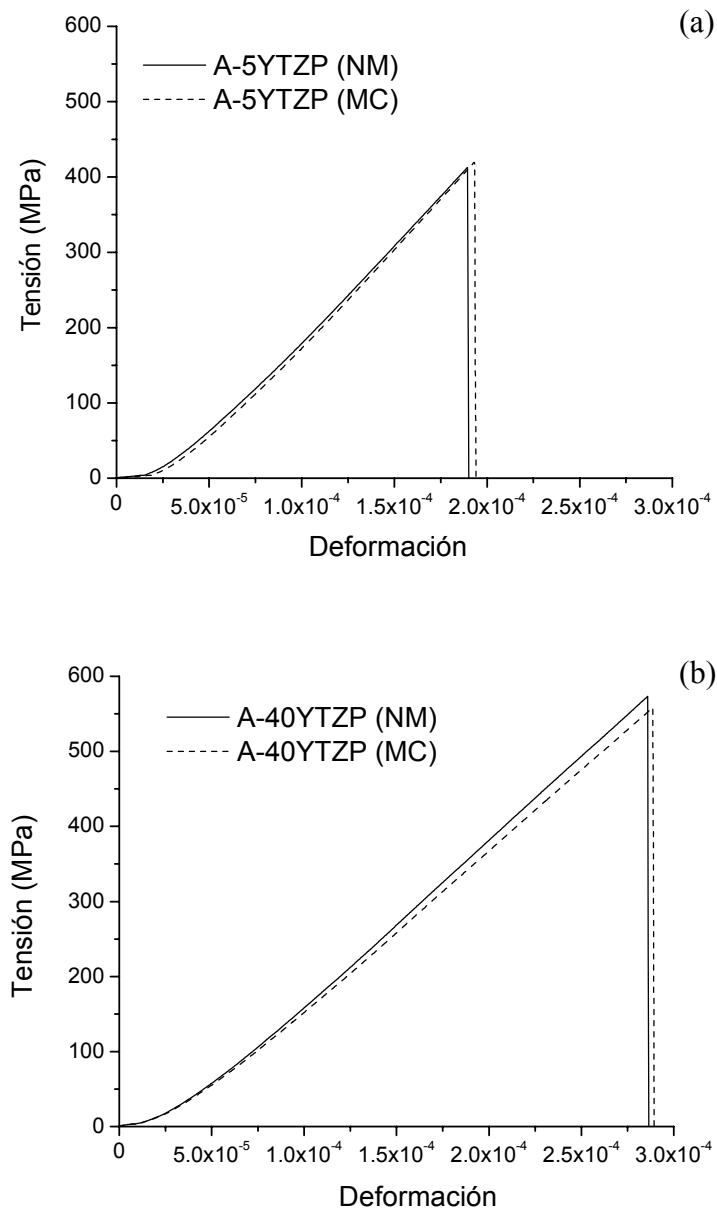 (a)
A-5YTZP (NM)
A-5YTZP (MC)
Tensión (MPa)
600
500
400
300
200
100
0
0 5.0x10⁻⁵ 1.0x10⁻⁴ 1.5x10⁻⁴ 2.0x10⁻⁴ 2.5x10⁻⁴ 3.0x10⁻⁴
Deformación
(b)
A-40YTZP (NM)
A-40YTZP (MC)
Tensión (MPa)
600
500
400
300
200
100
0
0 5.0x10⁻⁵ 1.0x10⁻⁴ 1.5x10⁻⁴ 2.0x10⁻⁴ 2.5x10⁻⁴ 3.0x10⁻⁴
Deformación